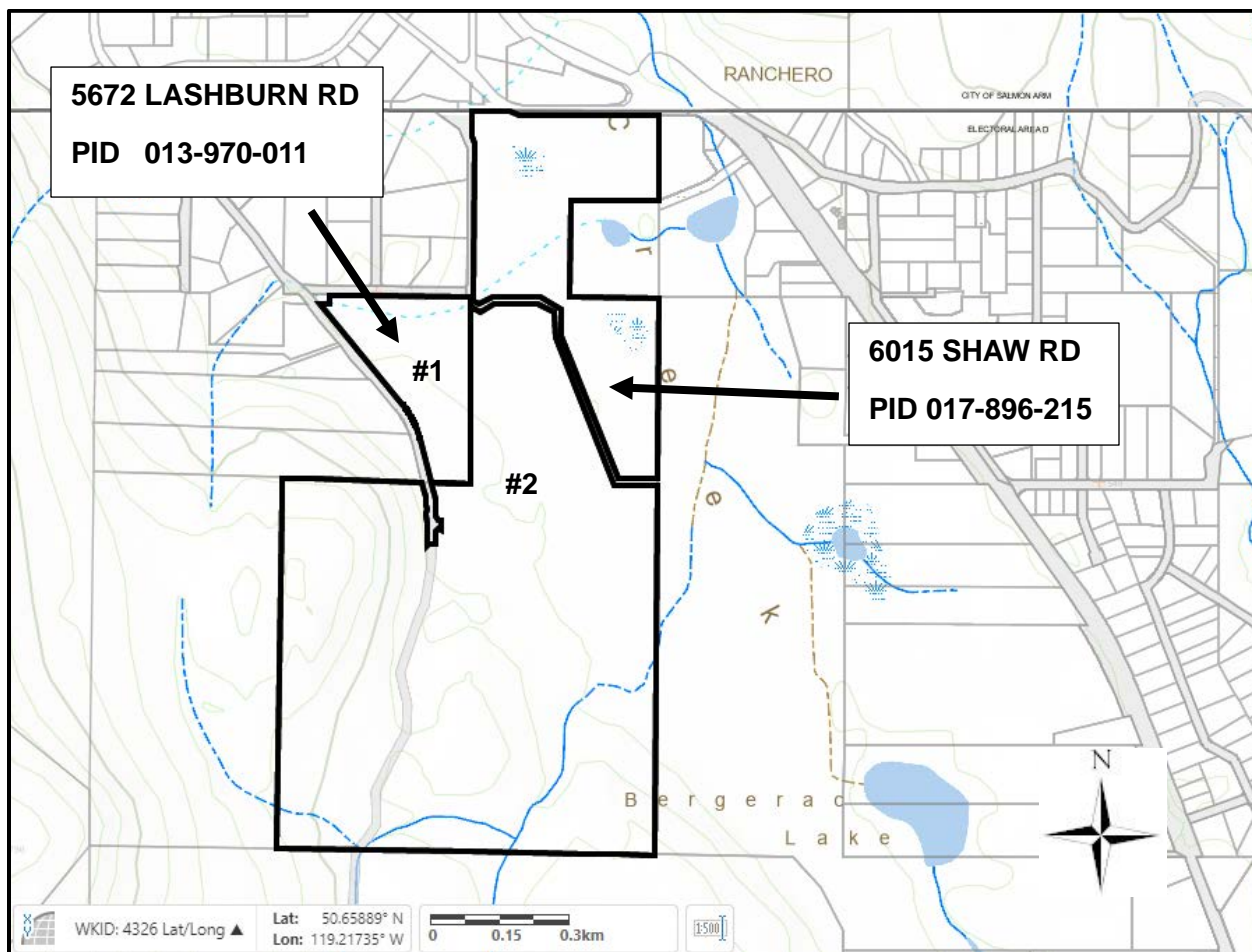 RANCHERO
CITY OF SALMON ARM
ELECTORAL AREA D
5672 LASHBURN RD
PID 013-970-011
C
r
e
e
k
#1
#2
6015 SHAW RD
PID 017-896-215
Bergerac
Lake
N
X
Y
WKID: 4326 Lat/Long ▲
Lat: 50.65889° N
Lon: 119.21735° W
0 0.15 0.3km
1:500